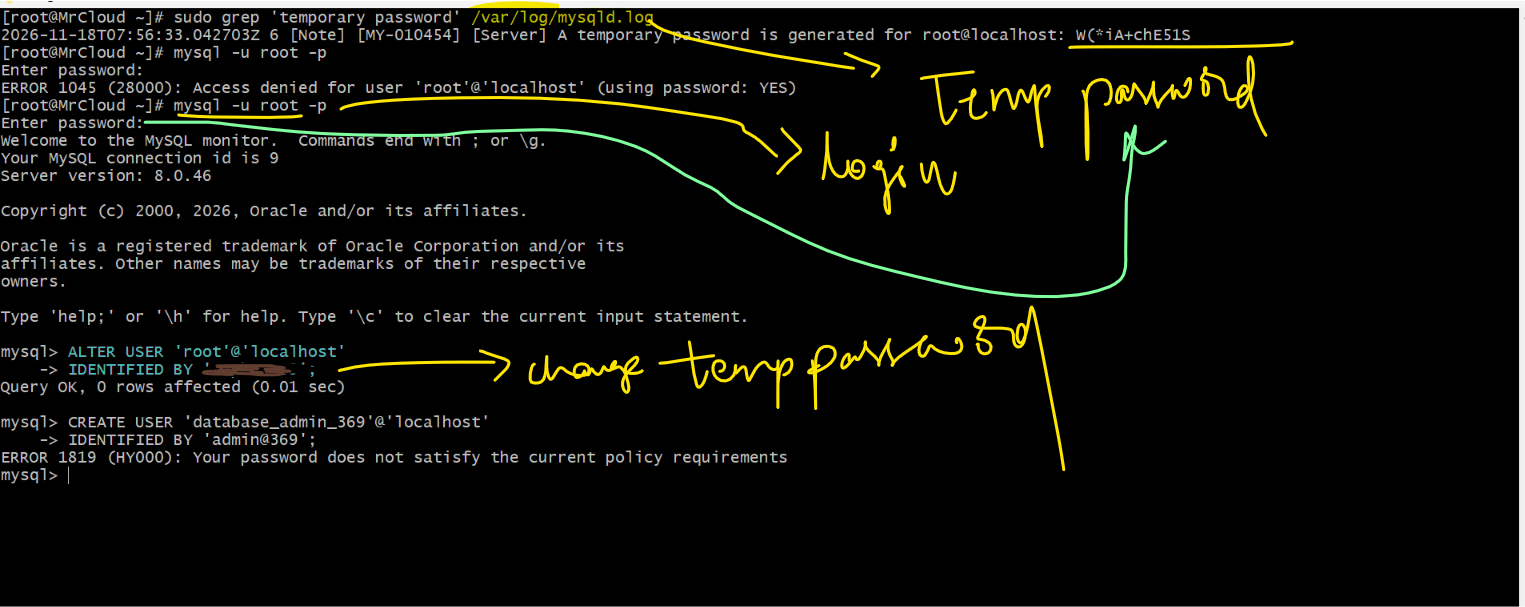 [root@MrCloud ~]# sudo grep 'temporary password' /var/log/mysqld.log
2026-11-18T07:56:33.042703Z 6 [Note] [MY-010454] [Server] A temporary password is generated for root@localhost: W(*iA+chE51S
[root@MrCloud ~]# mysql -u root -p
Enter password:
ERROR 1045 (28000): Access denied for user 'root'@'localhost' (using password: YES)
Temp password
[root@MrCloud ~]# mysql -u root -p
Enter password:
Welcome to the MySQL monitor.  Commands end with ; or \g.
login
Your MySQL connection id is 9
Server version: 8.0.46
Copyright (c) 2000, 2026, Oracle and/or its affiliates.
Oracle is a registered trademark of Oracle Corporation and/or its
affiliates. Other names may be trademarks of their respective
owners.
Type 'help;' or '\h' for help. Type '\c' to clear the current input statement.
mysql> ALTER USER 'root'@'localhost'
    -> IDENTIFIED BY '          ';
change temp password
Query OK, 0 rows affected (0.01 sec)
mysql> CREATE USER 'database_admin_369'@'localhost'
    -> IDENTIFIED BY 'admin@369';
ERROR 1819 (HY000): Your password does not satisfy the current policy requirements
mysql>